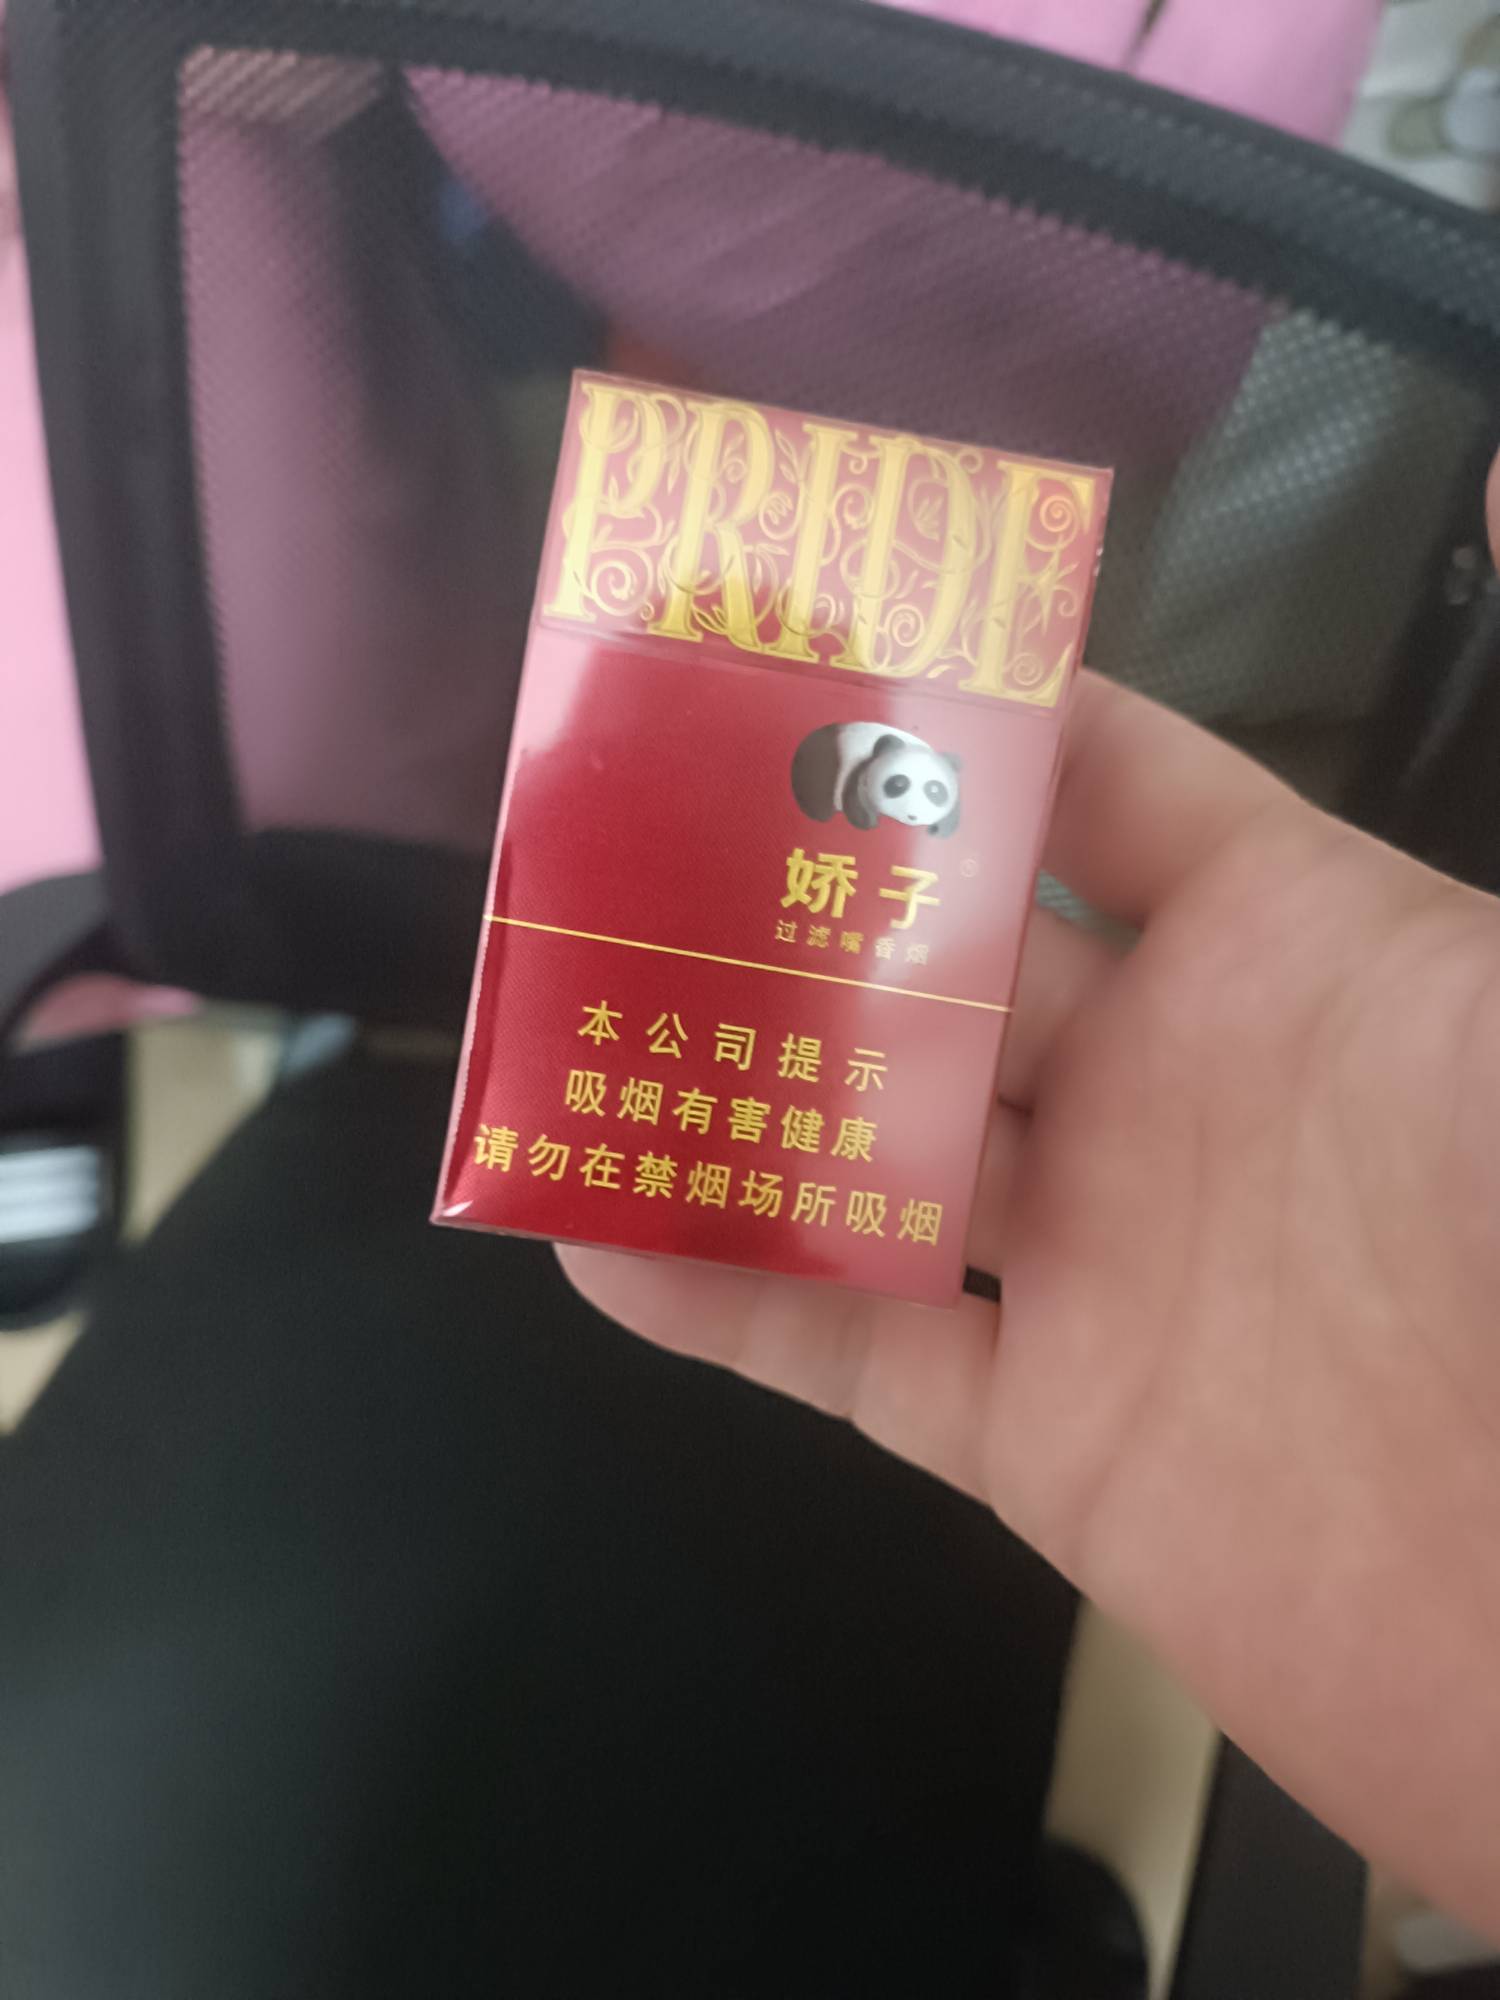 PRIDE
娇子®
过滤嘴香烟
本公司提示
吸烟有害健康
请勿在禁烟场所吸烟